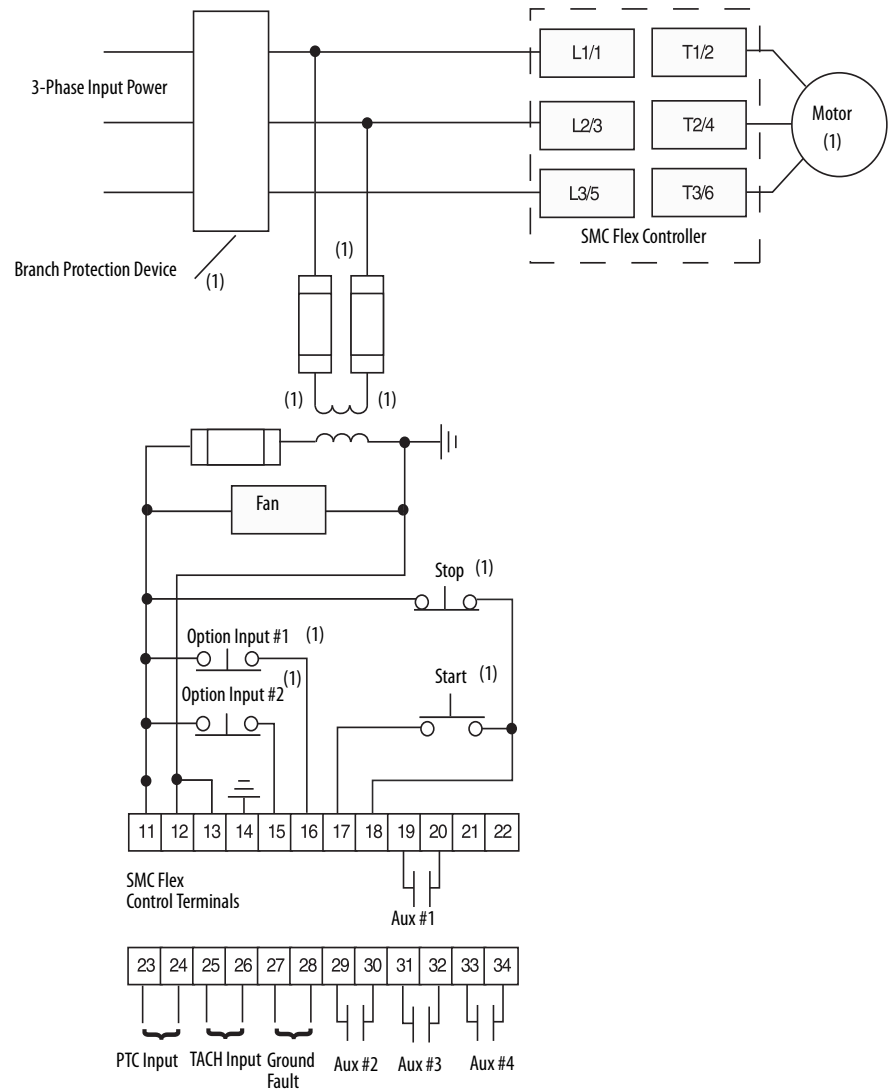 L1/1 T1/2
3-Phase Input Power
Motor
(1)
L2/3 T2/4
L3/5 T3/6
SMC Flex Controller
Branch Protection Device
(1)
(1)
(1) (1)
Fan
Stop (1)
Option Input #1 (1)
Start (1)
Option Input #2 (1)
11 12 13 14 15 16 17 18 19 20 21 22
SMC Flex
Control Terminals
Aux #1
23 24 25 26 27 28 29 30 31 32 33 34
PTC Input TACH Input Ground
Fault
Aux #2 Aux #3 Aux #4